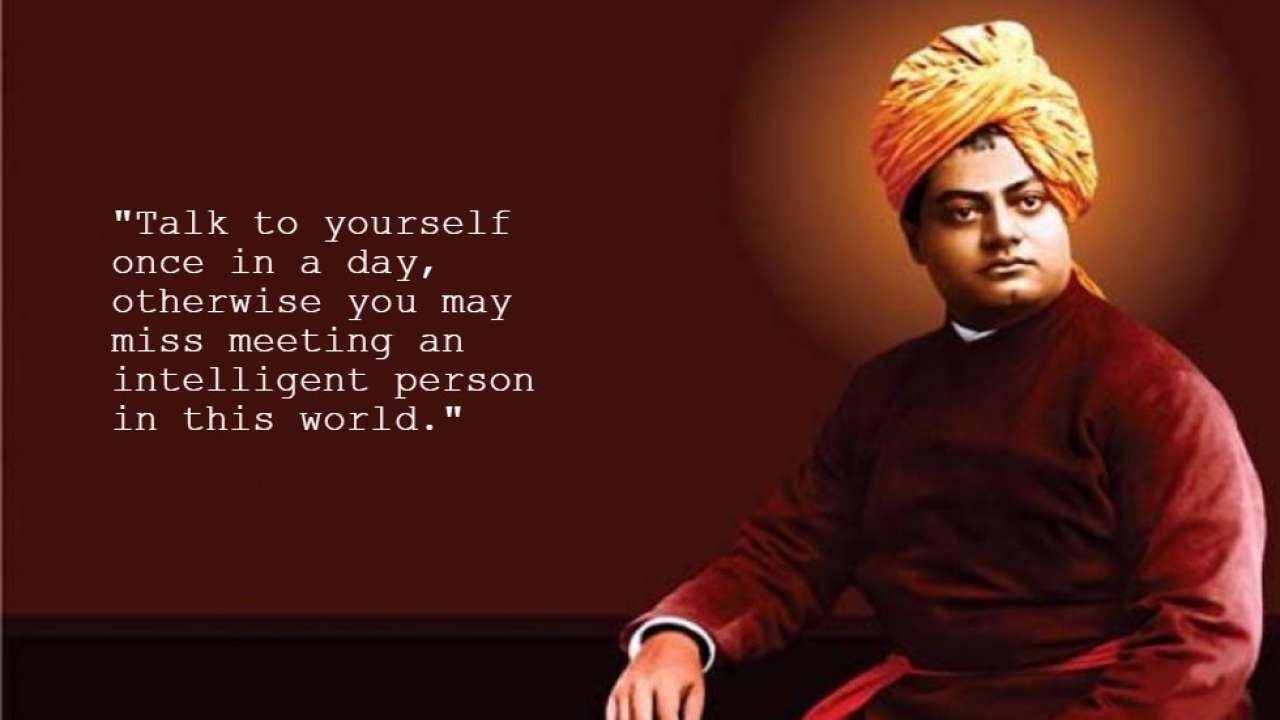 "Talk to yourself
once in a day,
otherwise you may
miss meeting an
intelligent person
in this world."